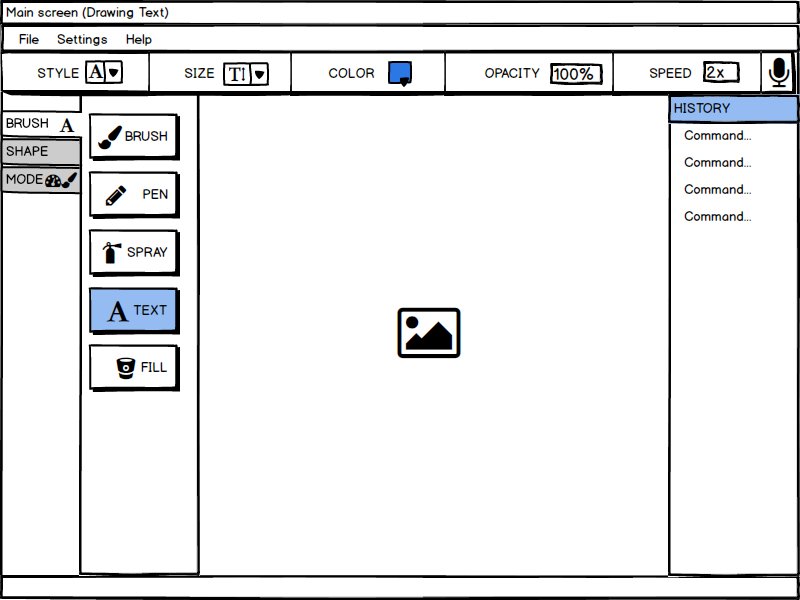 Main screen (Drawing Text)
File Settings Help
STYLE A SIZE T! COLOR OPACITY 100% SPEED 2x
BRUSH A
SHAPE
MODE
BRUSH
PEN
SPRAY
A TEXT
FILL
HISTORY
Command...
Command...
Command...
Command...